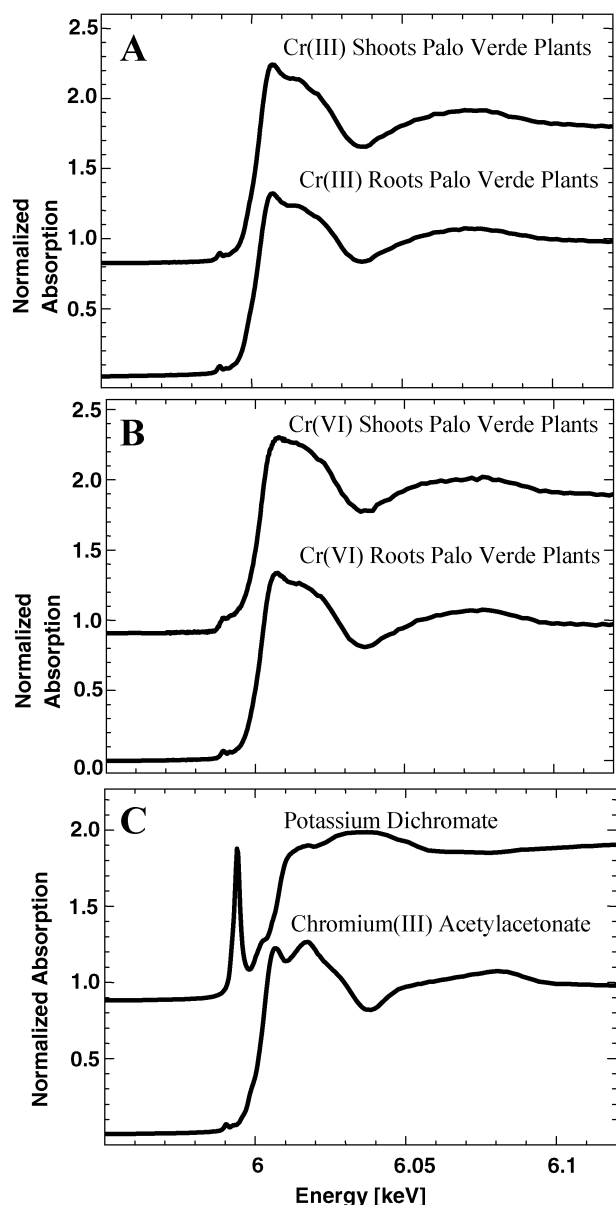 A
Cr(III) Shoots Palo Verde Plants
Cr(III) Roots Palo Verde Plants
Normalized
Absorption
2.5
2.0
1.5
1.0
0.5
B
Cr(VI) Shoots Palo Verde Plants
Cr(VI) Roots Palo Verde Plants
Normalized
Absorption
2.5
2.0
1.5
1.0
0.5
0.0
C
Potassium Dichromate
Chromium(III) Acetylacetonate
Normalized Absorption
2.0
1.0
0.5
6 6.05 6.1
Energy [keV]